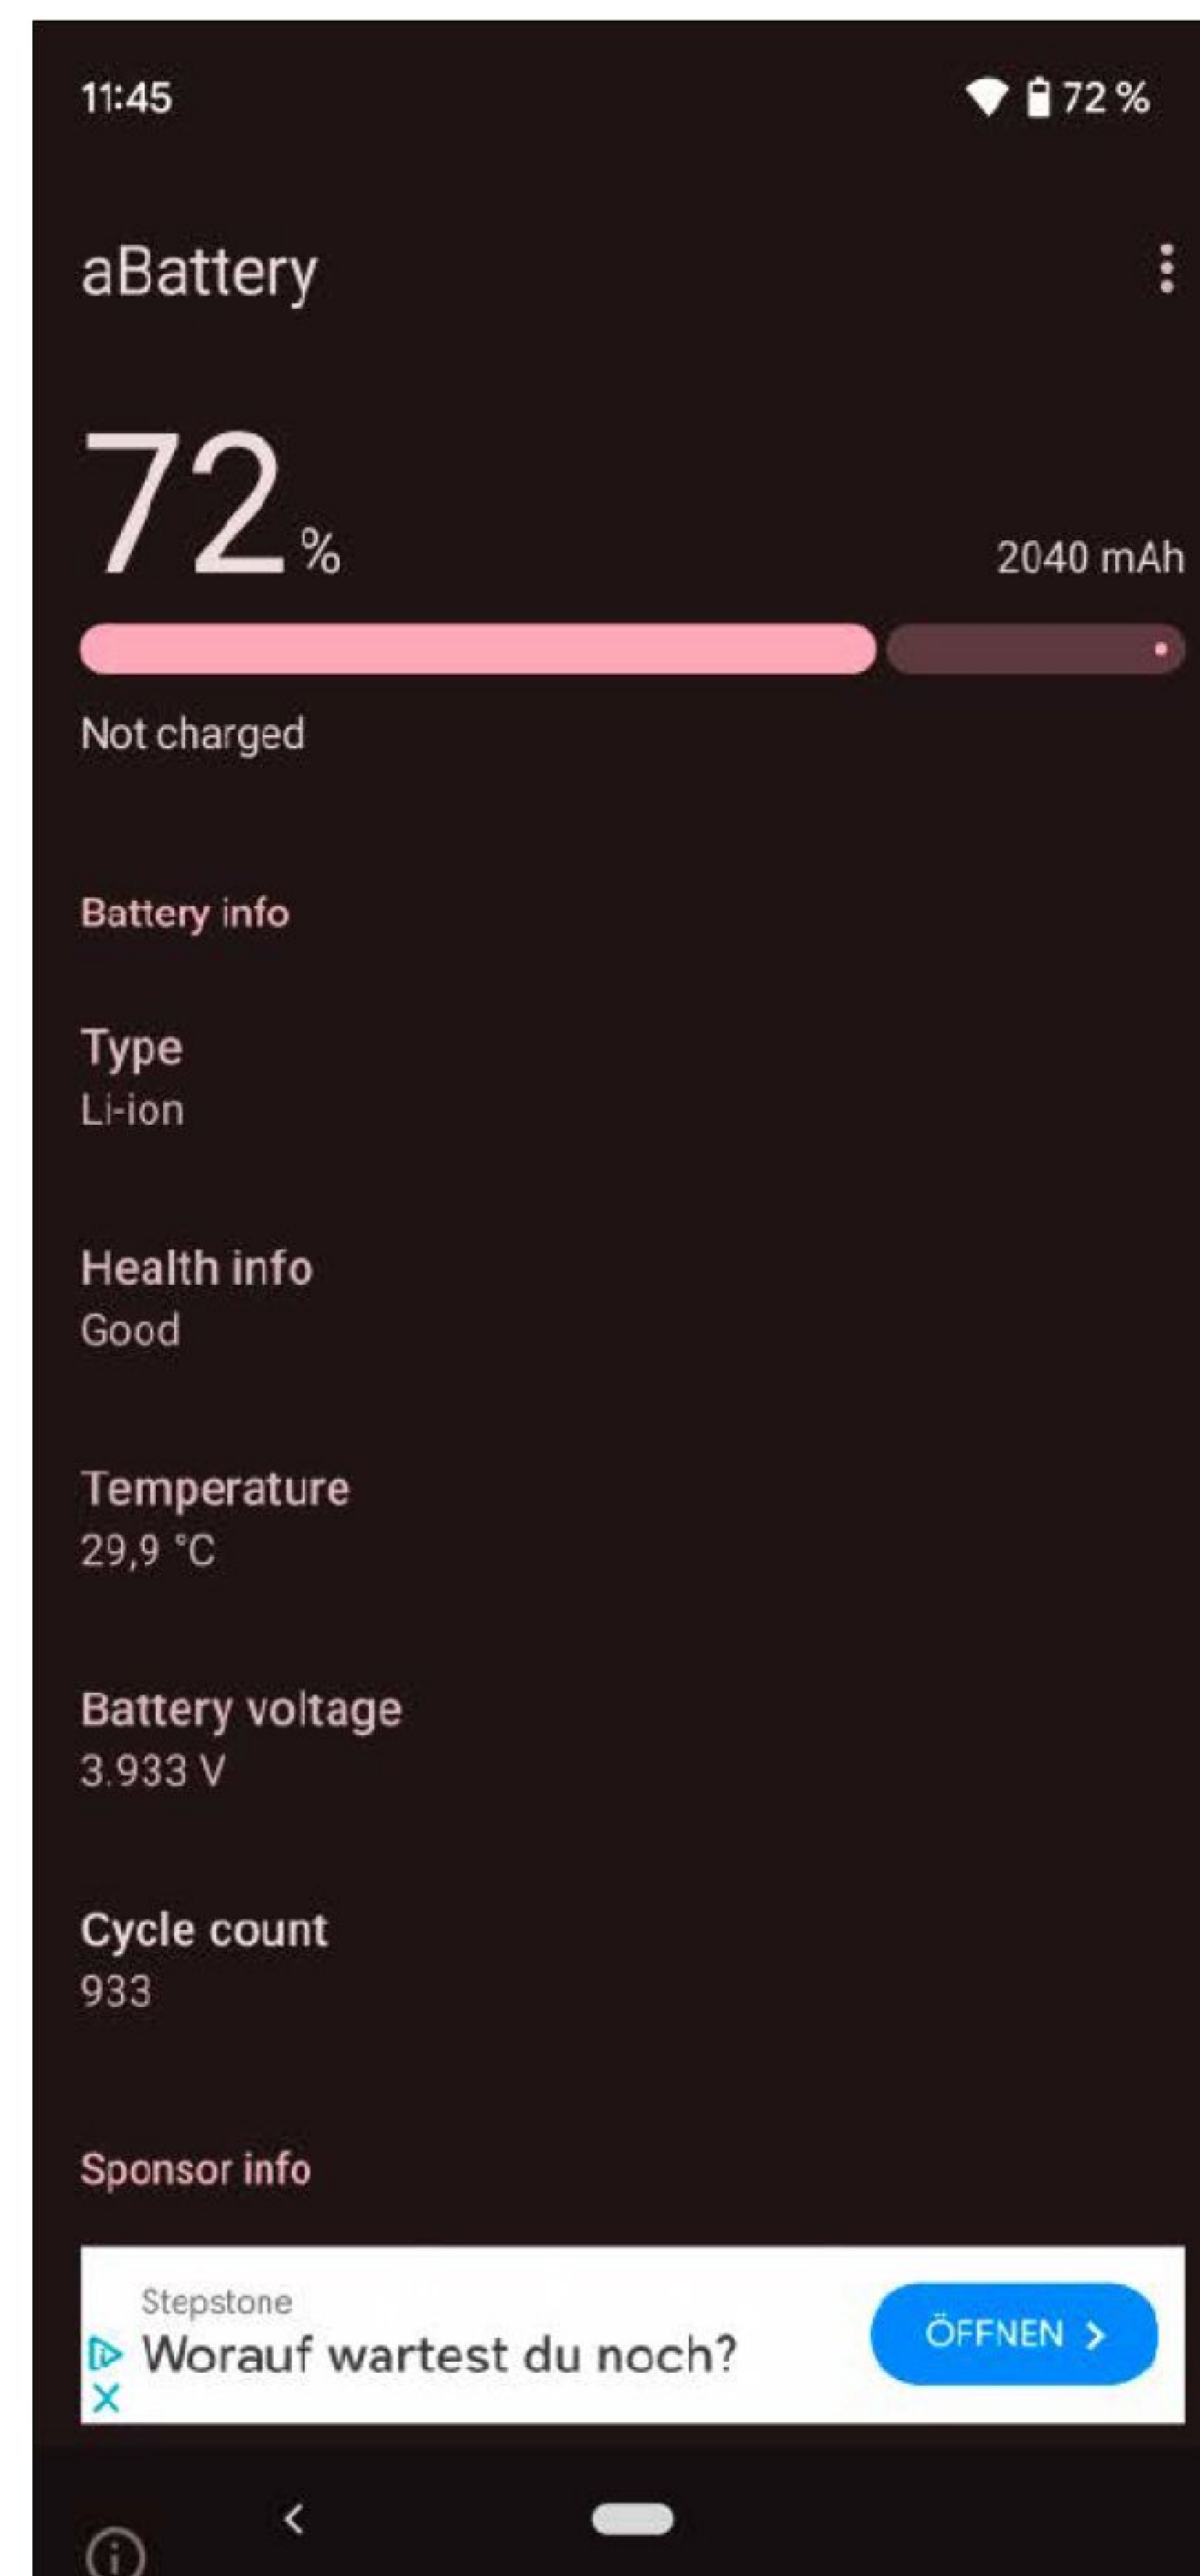 11:45 72 %
aBattery
72 %
2040 mAh
Not charged
Battery info
Type
Li-ion
Health info
Good
Temperature
29,9 °C
Battery voltage
3.933 V
Cycle count
933
Sponsor info
Stepstone
Worauf wartest du noch?
ÖFFNEN